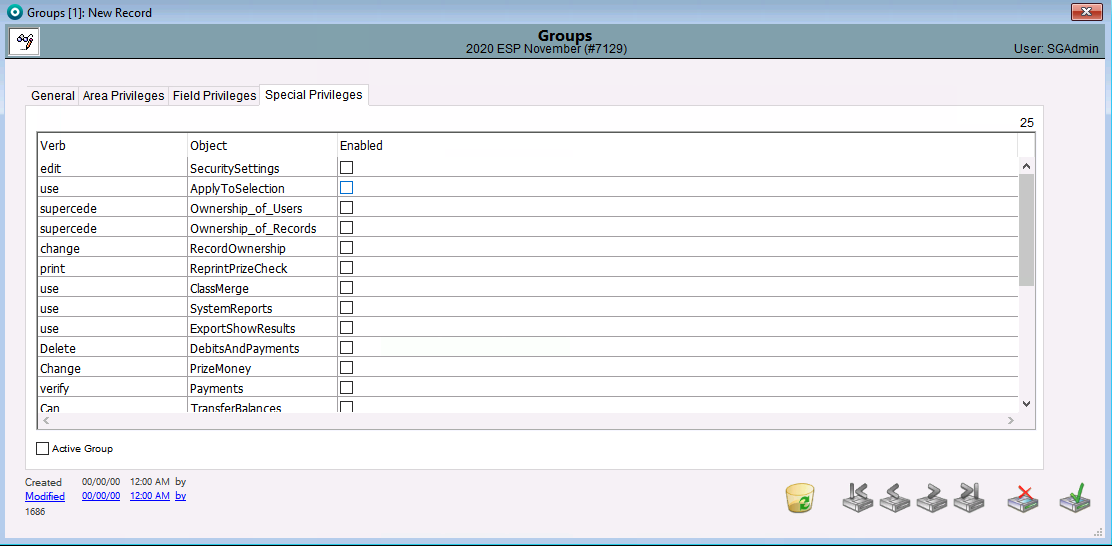 Groups [1]: New Record
Groups
2020 ESP November (#7129)
User: SGAdmin
General Area Privileges Field Privileges Special Privileges
25
Verb Object Enabled
edit SecuritySettings
use ApplyToSelection
supercede Ownership_of_Users
supercede Ownership_of_Records
change RecordOwnership
print ReprintPrizeCheck
use ClassMerge
use SystemReports
use ExportShowResults
Delete DebitsAndPayments
Change PrizeMoney
verify Payments
Can TransferBalances
Active Group
Created 00/00/00 12:00 AM by
Modified 00/00/00 12:00 AM by
1686